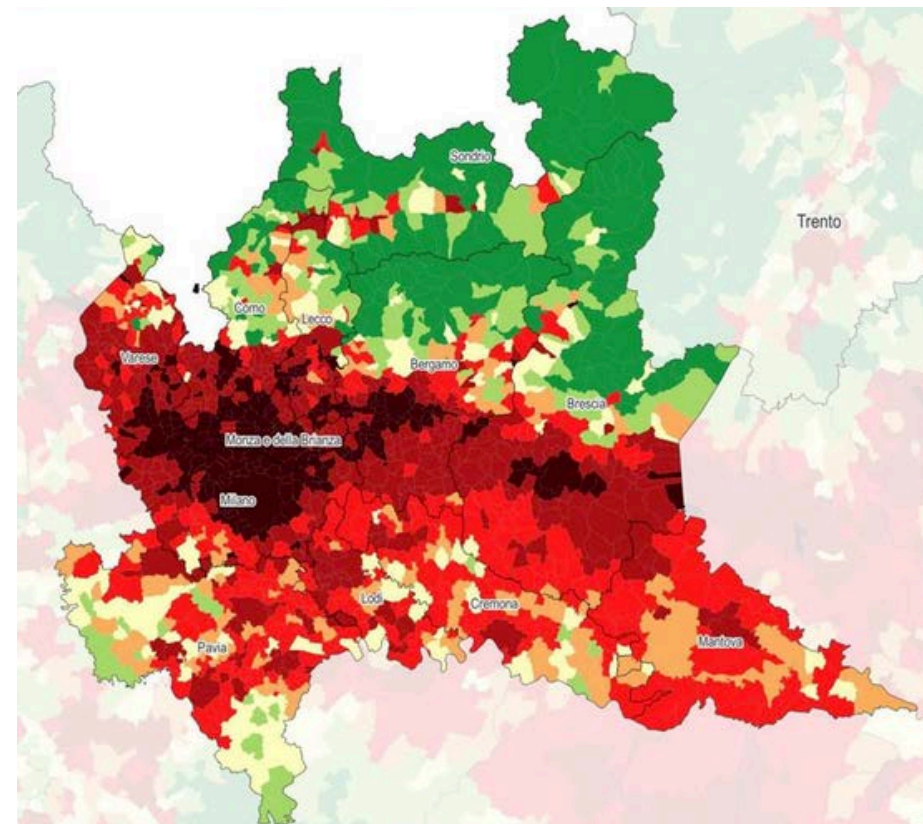 Sondrio
Trento
Como
Lecco
Varese
Bergamo
Brescia
Monza e della Brianza
Milano
Lodi
Cremona
Pavia
Mantova